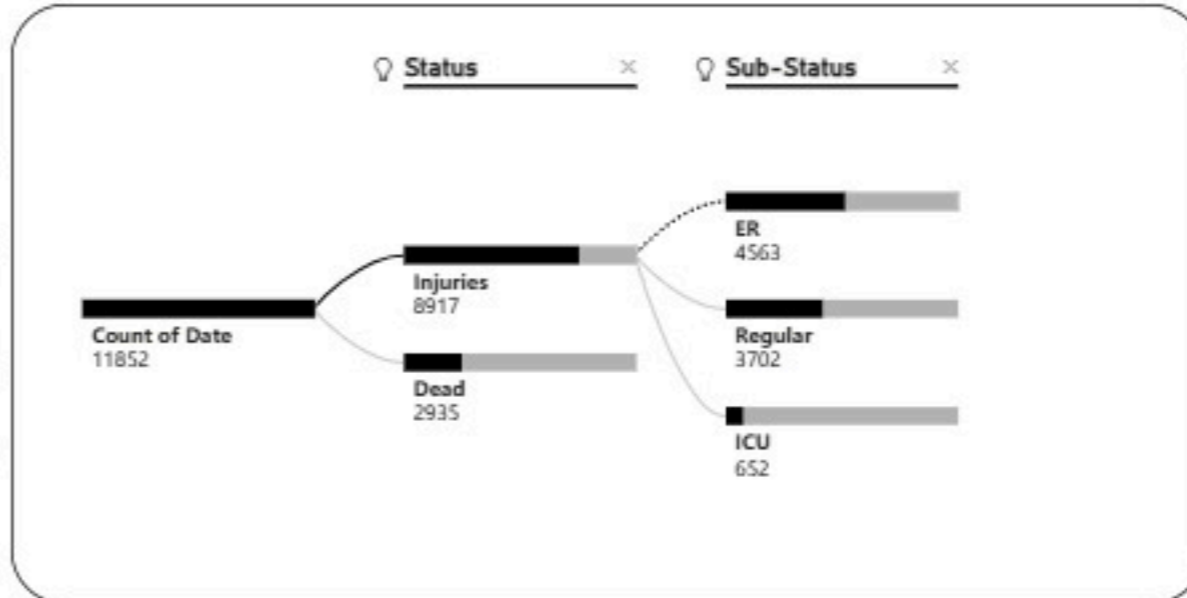 Status
Sub-Status
Count of Date
11852
Injuries
8917
Dead
2935
ER
4563
Regular
3702
ICU
652